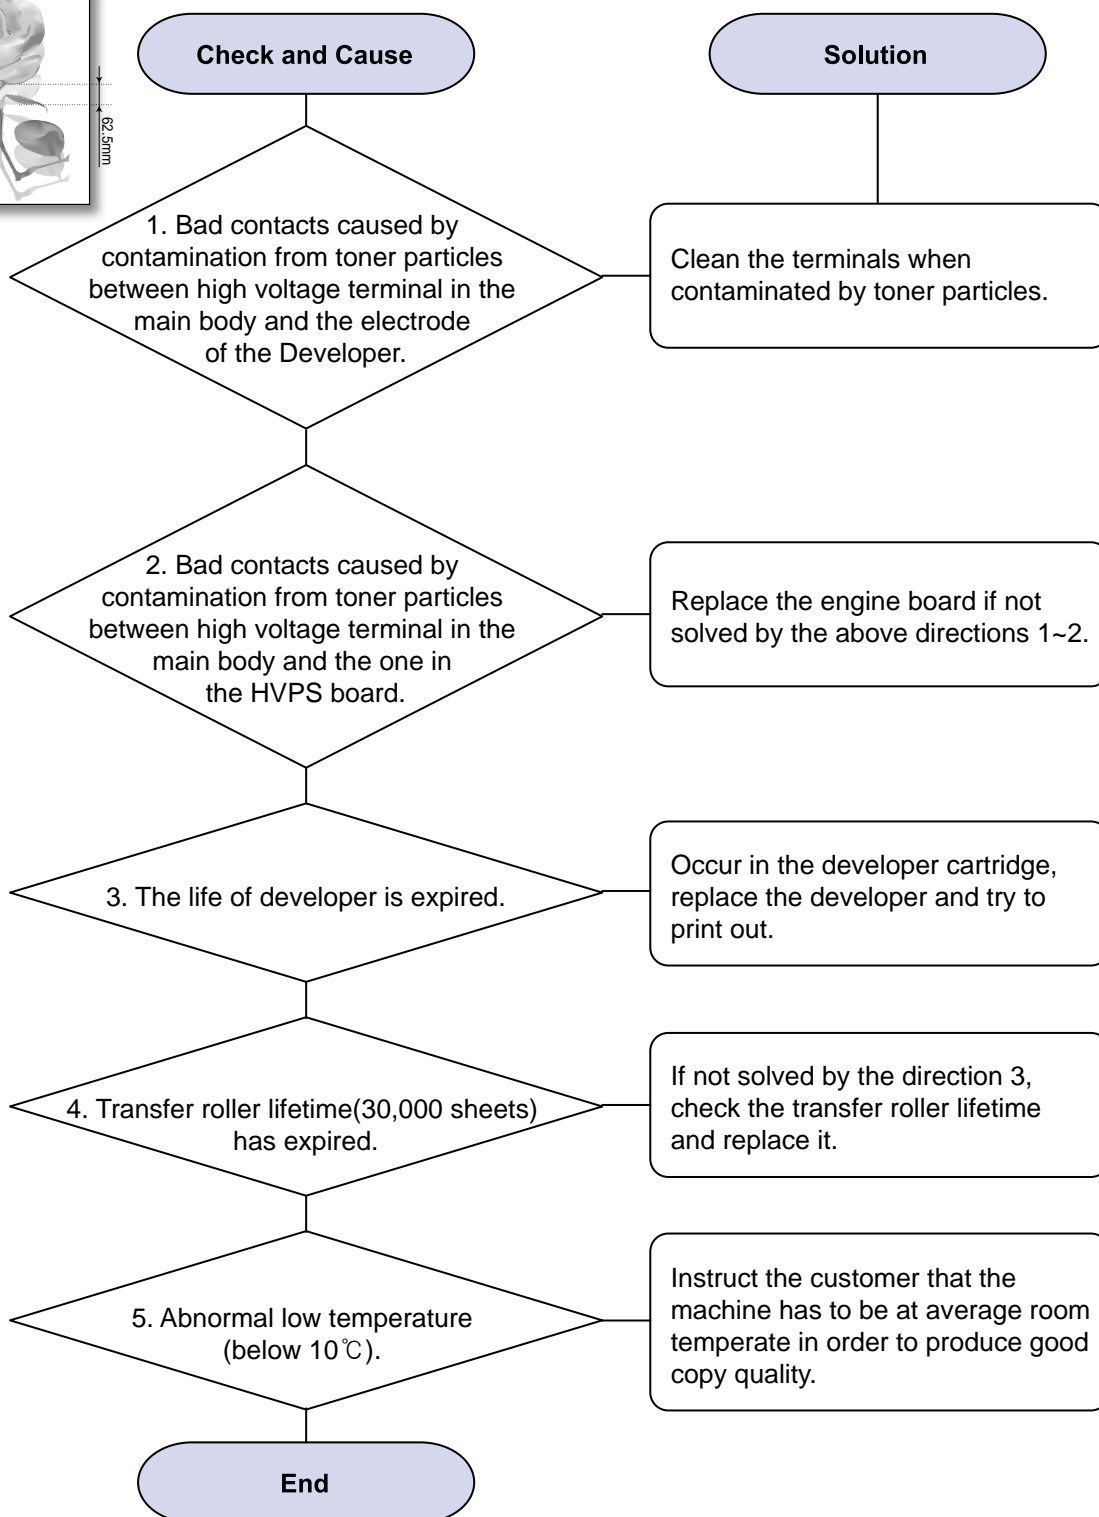 Check and Cause
Solution
62.5mm
1. Bad contacts caused by
contamination from toner particles
between high voltage terminal in the
main body and the electrode
of the Developer.
Clean the terminals when
contaminated by toner particles.
2. Bad contacts caused by
contamination from toner particles
between high voltage terminal in the
main body and the one in
the HVPS board.
Replace the engine board if not
solved by the above directions 1~2.
3. The life of developer is expired.
Occur in the developer cartridge,
replace the developer and try to
print out.
4. Transfer roller lifetime(30,000 sheets)
has expired.
If not solved by the direction 3,
check the transfer roller lifetime
and replace it.
5. Abnormal low temperature
(below 10℃).
Instruct the customer that the
machine has to be at average room
temperate in order to produce good
copy quality.
End